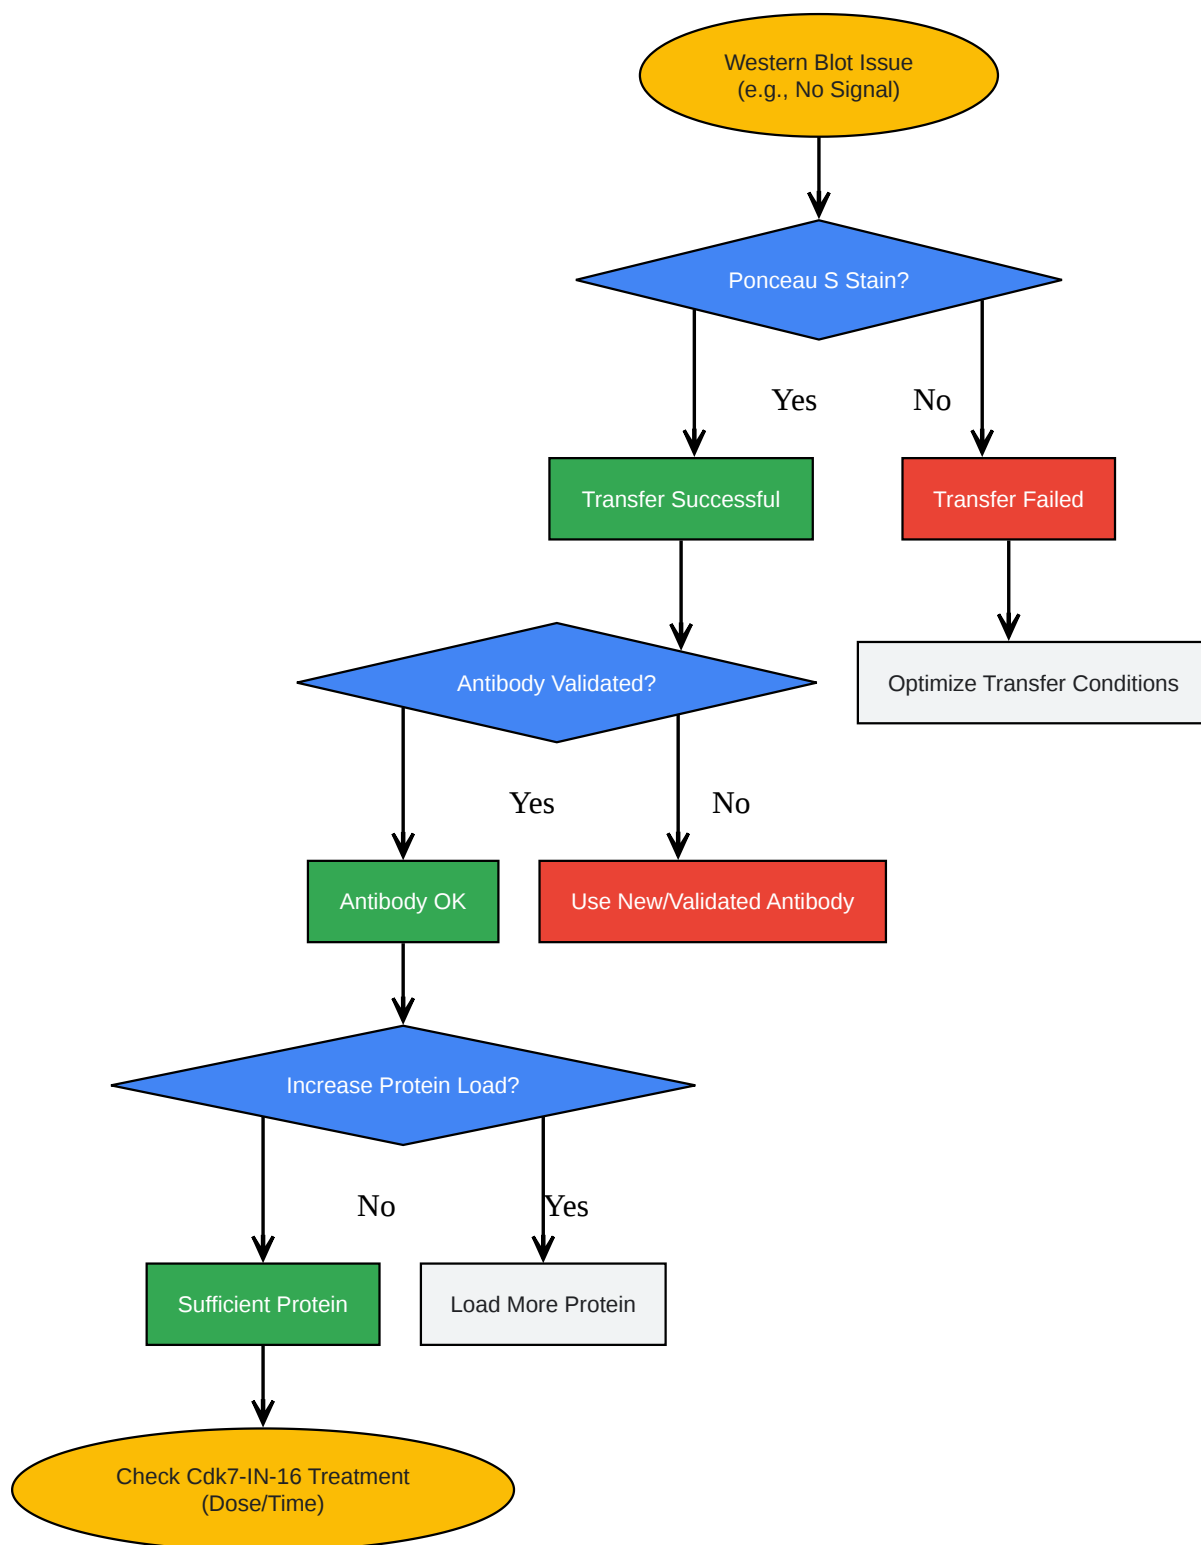 Western Blot Issue
(e.g., No Signal)
Ponceau S Stain?
Yes
No
Transfer Successful
Transfer Failed
Antibody Validated?
Optimize Transfer Conditions
Yes
No
Antibody OK
Use New/Validated Antibody
Increase Protein Load?
No
Yes
Sufficient Protein
Load More Protein
Check Cdk7-IN-16 Treatment
(Dose/Time)